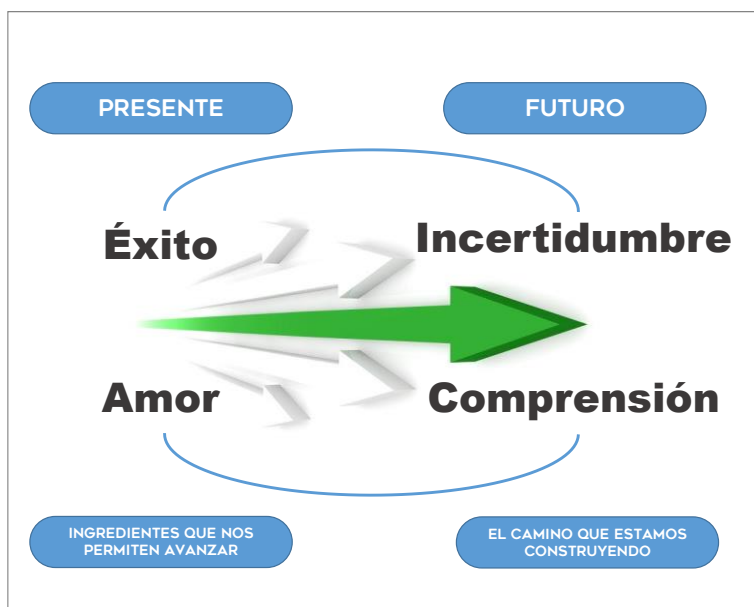 PRESENTE
FUTURO
Éxito
Incertidumbre
Amor
Comprensión
INGREDIENTES QUE NOS
PERMITEN AVANZAR
EL CAMINO QUE ESTAMOS
CONSTRUYENDO